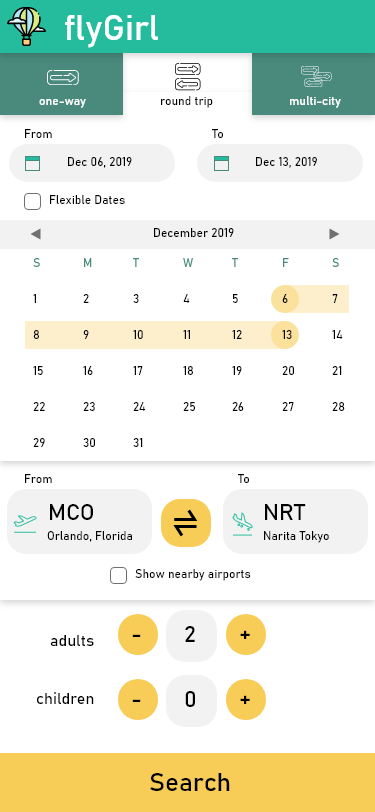 flyGirl
one-way
round trip
multi-city
From
To
Dec 06, 2019
Dec 13, 2019
Flexible Dates
December 2019
S M T W T F S
1 2 3 4 5 6 7
8 9 10 11 12 13 14
15 16 17 18 19 20 21
22 23 24 25 26 27 28
29 30 31
From
To
MCO
Orlando, Florida
NRT
Narita Tokyo
Show nearby airports
adults
- 2 +
children
- 0 +
Search